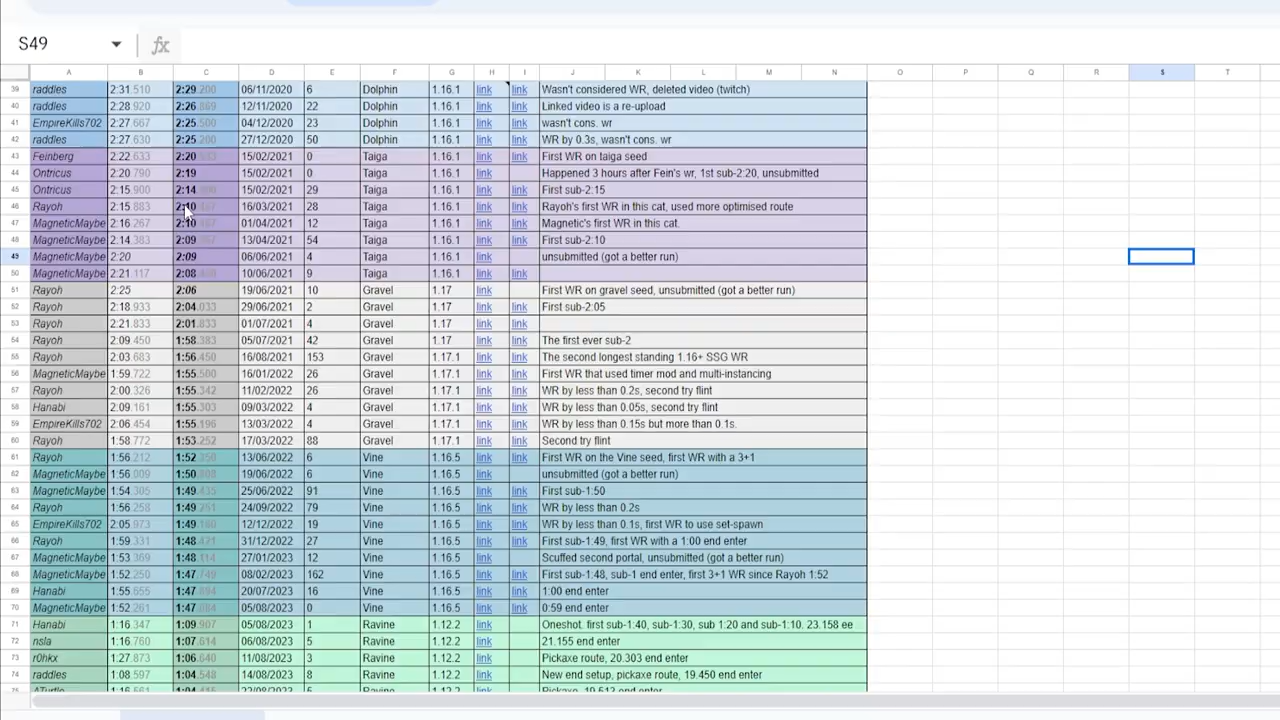 S49 fx
A B C D E F G H I J K L M N O P Q R S T
39 raddles 2:31.510 2:29.200 06/11/2020 6 Dolphin 1.16.1 link link Wasn't considered WR, deleted video (twitch)
40 raddles 2:28.920 2:26.869 12/11/2020 22 Dolphin 1.16.1 link link Linked video is a re-upload
41 EmpireKills702 2:27.667 2:25.500 04/12/2020 23 Dolphin 1.16.1 link link wasn't cons. wr
42 raddles 2:27.630 2:25.200 27/12/2020 50 Dolphin 1.16.1 link link WR by 0.3s, wasn't cons. wr
43 Feinberg 2:22.633 2:20 15/02/2021 0 Taiga 1.16.1 link link First WR on taiga seed
44 Ontricus 2:20.790 2:19 15/02/2021 0 Taiga 1.16.1 link Happened 3 hours after Fein's wr, 1st sub-2:20, unsubmitted
45 Ontricus 2:15.900 2:14 15/02/2021 29 Taiga 1.16.1 link link First sub-2:15
46 Rayoh 2:15.883 2:10 16/03/2021 28 Taiga 1.16.1 link link Rayoh's first WR in this cat, used more optimised route
47 MagneticMaybe 2:16.267 2:10 01/04/2021 12 Taiga 1.16.1 link link Magnetic's first WR in this cat.
48 MagneticMaybe 2:14.383 2:09 13/04/2021 54 Taiga 1.16.1 link link First sub-2:10
49 MagneticMaybe 2:20 2:09 06/06/2021 4 Taiga 1.16.1 link unsubmitted (got a better run)
50 MagneticMaybe 2:21.117 2:08 10/06/2021 9 Taiga 1.16.1 link link
51 Rayoh 2:25 2:06 19/06/2021 10 Gravel 1.17 link First WR on gravel seed, unsubmitted (got a better run)
52 Rayoh 2:18.933 2:04.033 29/06/2021 2 Gravel 1.17 link link First sub-2:05
53 Rayoh 2:21.833 2:01.833 01/07/2021 4 Gravel 1.17 link link
54 Rayoh 2:09.450 1:58.383 05/07/2021 42 Gravel 1.17 link link The first ever sub-2
55 Rayoh 2:03.683 1:56.450 16/08/2021 153 Gravel 1.17.1 link link The second longest standing 1.16+ SSG WR
56 MagneticMaybe 1:59.722 1:55.500 16/01/2022 26 Gravel 1.17.1 link link First WR that used timer mod and multi-instancing
57 Rayoh 2:00.326 1:55.342 11/02/2022 26 Gravel 1.17.1 link link WR by less than 0.2s, second try flint
58 Hanabi 2:09.161 1:55.303 09/03/2022 4 Gravel 1.17.1 link link WR by less than 0.05s, second try flint
59 EmpireKills702 2:06.454 1:55.196 13/03/2022 4 Gravel 1.17.1 link link WR by less than 0.15s but more than 0.1s.
60 Rayoh 1:58.772 1:53.252 17/03/2022 88 Gravel 1.17.1 link link Second try flint
61 Rayoh 1:56.212 1:52.350 13/06/2022 6 Vine 1.16.5 link link First WR on the Vine seed, first WR with a 3+1
62 MagneticMaybe 1:56.009 1:50 19/06/2022 6 Vine 1.16.5 link unsubmitted (got a better run)
63 MagneticMaybe 1:54.305 1:49 25/06/2022 91 Vine 1.16.5 link link First sub-1:50
64 Rayoh 1:56.258 1:49 24/09/2022 79 Vine 1.16.5 link link WR by less than 0.2s
65 EmpireKills702 2:05.973 1:49 12/12/2022 19 Vine 1.16.5 link link WR by less than 0.1s, first WR to use set-spawn
66 Rayoh 1:59.331 1:48 31/12/2022 27 Vine 1.16.5 link link First sub-1:49, first WR with a 1:00 end enter
67 MagneticMaybe 1:53.369 1:48 27/01/2023 12 Vine 1.16.5 link Scuffed second portal, unsubmitted (got a better run)
68 MagneticMaybe 1:52.250 1:47 08/02/2023 162 Vine 1.16.5 link link First sub-1:48, sub-1 end enter, first 3+1 WR since Rayoh 1:52
69 Hanabi 1:55.655 1:47 20/07/2023 16 Vine 1.16.5 link link 1:00 end enter
70 MagneticMaybe 1:52.261 1:47 05/08/2023 0 Vine 1.16.5 link link 0:59 end enter
71 Hanabi 1:16.347 1:09.907 05/08/2023 1 Ravine 1.12.2 link Oneshot. first sub-1:40, sub-1:30, sub 1:20 and sub-1:10. 23.158 ee
72 nsla 1:16.760 1:07.614 06/08/2023 5 Ravine 1.12.2 link 21.155 end enter
73 r0hkx 1:27.873 1:06.640 11/08/2023 3 Ravine 1.12.2 link Pickaxe route, 20.303 end enter
74 raddles 1:08.597 1:04.548 14/08/2023 8 Ravine 1.12.2 link link New end setup, pickaxe route, 19.450 end enter